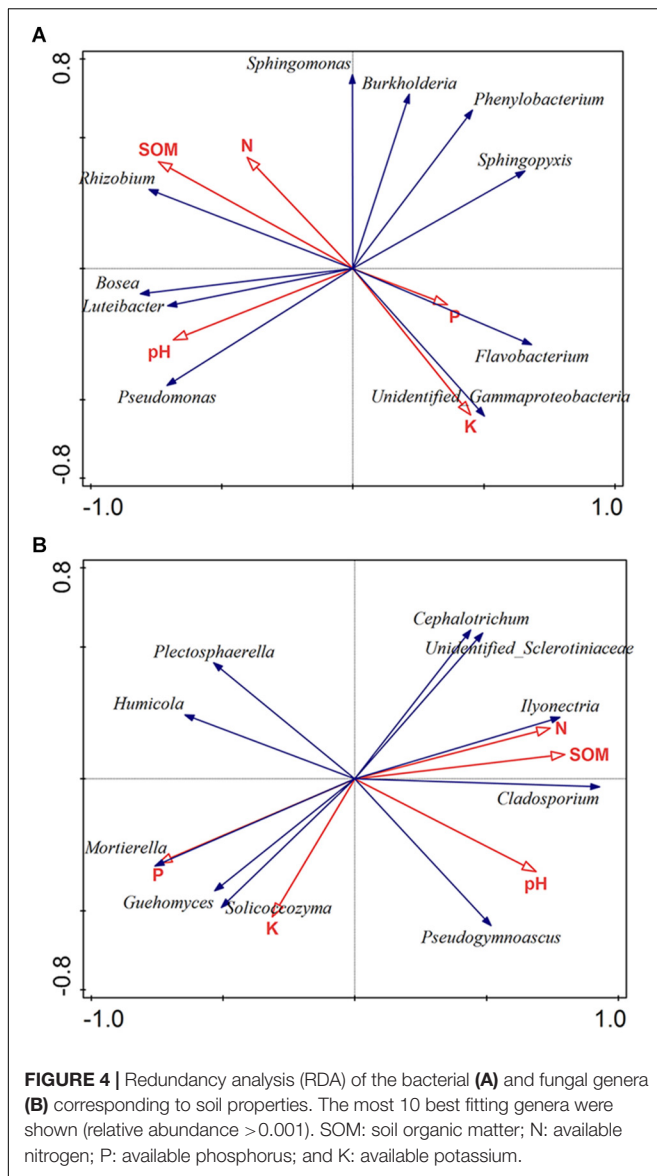 A
0.8
Sphingomonas
Burkholderia
Phenylobacterium
SOM
N
Sphingopyxis
Rhizobium
Bosea
Luteibacter
P
pH
Flavobacterium
Pseudomonas
Unidentified_Gammaproteobacteria
K
-0.8
-1.0
1.0
B
0.8
Cephalotrichum
Unidentified_Sclerotiniaceae
Plectosphaerella
Humicola
Ilyonectria
N
SOM
Cladosporium
Mortierella
P
pH
Guehomyces
Solicoccozyma
K
Pseudogymnoascus
-0.8
-1.0
1.0
FIGURE 4 | Redundancy analysis (RDA) of the bacterial (A) and fungal genera
(B) corresponding to soil properties. The most 10 best fitting genera were
shown (relative abundance >0.001). SOM: soil organic matter; N: available
nitrogen; P: available phosphorus; and K: available potassium.